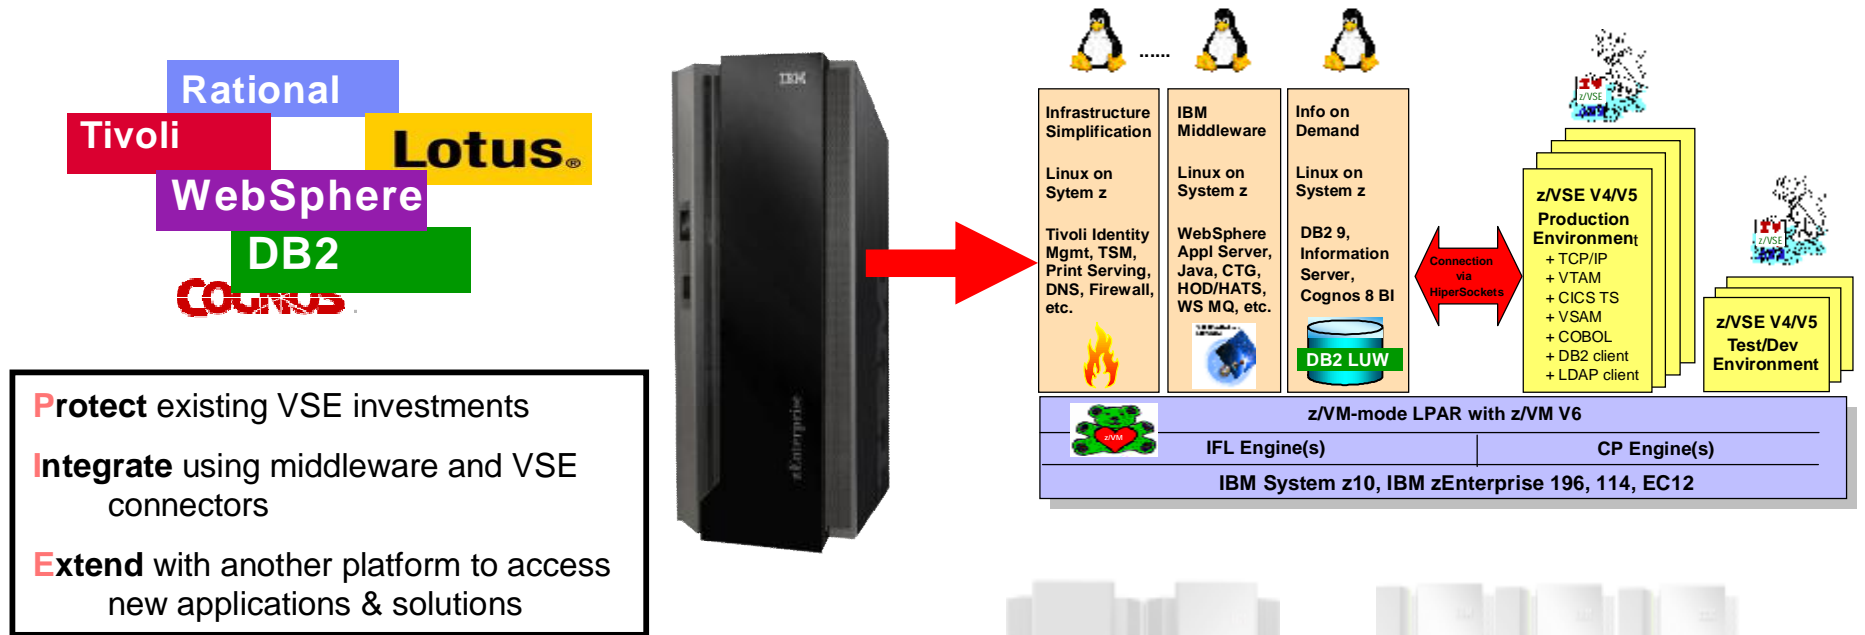 Rational
Tivoli
Lotus®
WebSphere
DB2
COGNOS
Protect existing VSE investments
Integrate using middleware and VSE
connectors
Extend with another platform to access
new applications & solutions
IBM
zEnterprise
......
Infrastructure
Simplification
Linux on
Sytem z
Tivoli Identity
Mgmt, TSM,
Print Serving,
DNS, Firewall,
etc.
IBM
Middleware
Linux on
System z
WebSphere
Appl Server,
Java, CTG,
HOD/HATS,
WS MQ, etc.
Info on
Demand
Linux on
System z
DB2 9,
Information
Server,
Cognos 8 BI
DB2 LUW
Connection
via
HiperSockets
z/VSE
z/VSE V4/V5
Production
Environment
+ TCP/IP
+ VTAM
+ CICS TS
+ VSAM
+ COBOL
+ DB2 client
+ LDAP client
z/VSE
z/VSE V4/V5
Test/Dev
Environment
z/VM
z/VM-mode LPAR with z/VM V6
IFL Engine(s)
CP Engine(s)
IBM System z10, IBM zEnterprise 196, 114, EC12